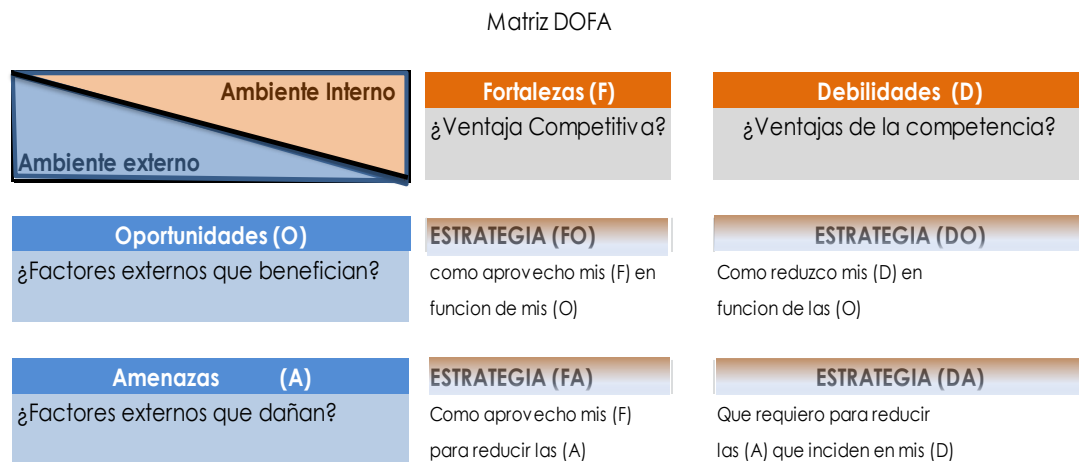 Matriz DOFA
Ambiente Interno
Ambiente externo
Fortalezas (F)
¿Ventaja Competitiva?
Debilidades (D)
¿Ventajas de la competencia?
Oportunidades (O)
¿Factores externos que benefician?
ESTRATEGIA (FO)
como aprovecho mis (F) en
funcion de mis (O)
ESTRATEGIA (DO)
Como reduzco mis (D) en
funcion de las (O)
Amenazas (A)
¿Factores externos que dañan?
ESTRATEGIA (FA)
Como aprovecho mis (F)
para reducir las (A)
ESTRATEGIA (DA)
Que requiero para reducir
las (A) que inciden en mis (D)